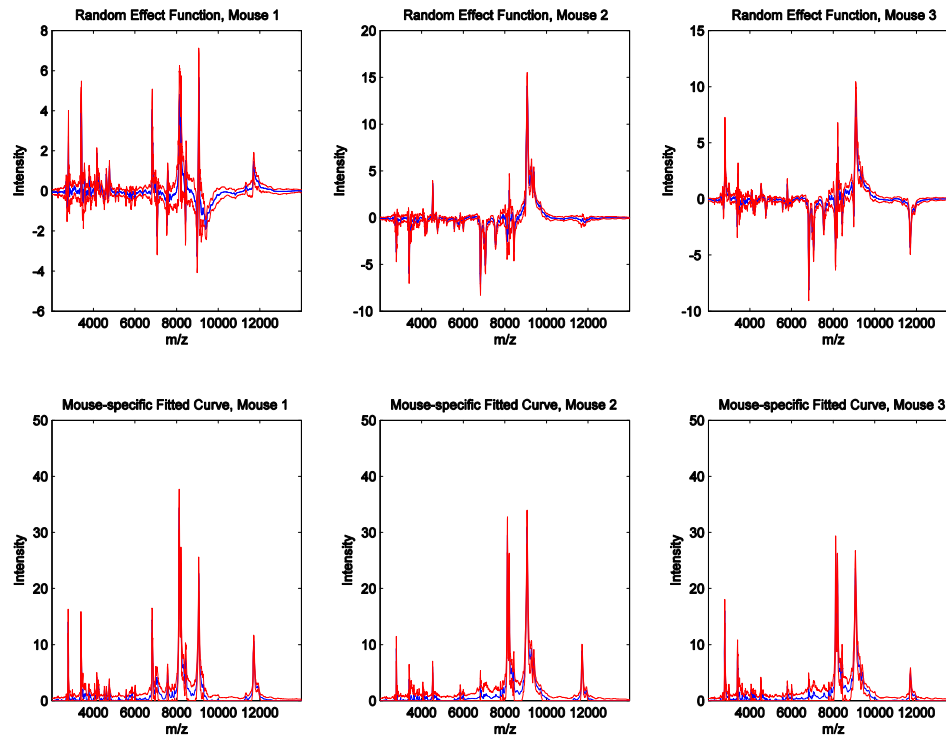 Random Effect Function, Mouse 1
Random Effect Function, Mouse 2
Random Effect Function, Mouse 3
8
6
4
2
0
-2
-4
-6
Intensity
4000 6000 8000 10000 12000
m/z
20
15
10
5
0
-5
-10
Intensity
4000 6000 8000 10000 12000
m/z
15
10
5
0
-5
-10
Intensity
4000 6000 8000 10000 12000
m/z
Mouse-specific Fitted Curve, Mouse 1
Mouse-specific Fitted Curve, Mouse 2
Mouse-specific Fitted Curve, Mouse 3
50
40
30
20
10
0
Intensity
4000 6000 8000 10000 12000
m/z
50
40
30
20
10
0
Intensity
4000 6000 8000 10000 12000
m/z
50
40
30
20
10
0
Intensity
4000 6000 8000 10000 12000
m/z